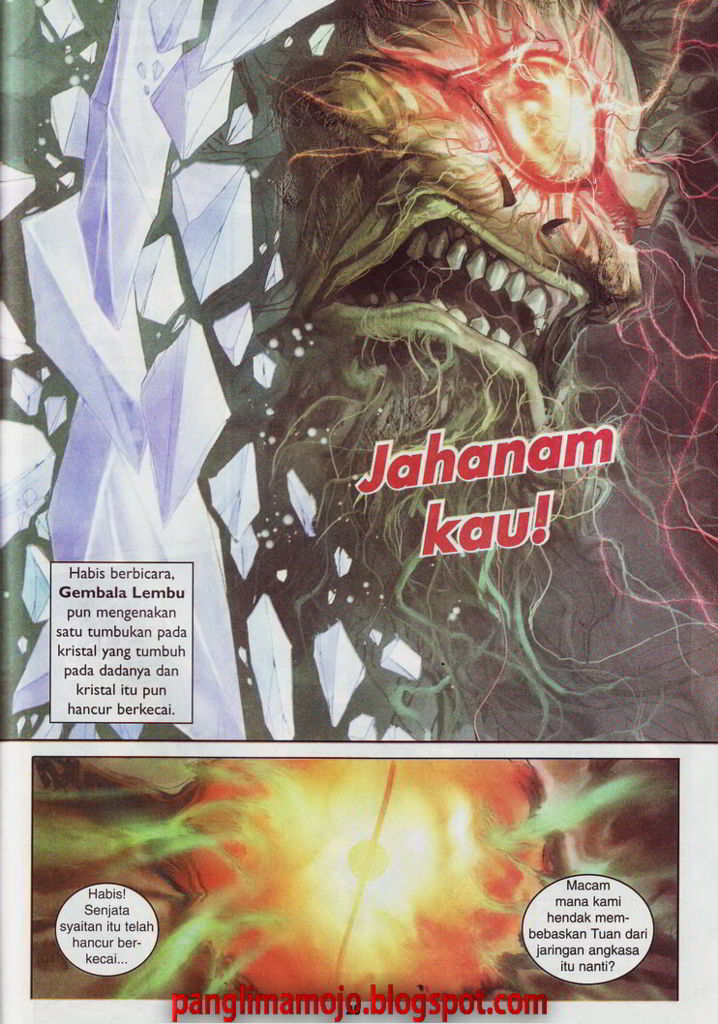 Jahanam
kau!
Habis berbicara,
Gembala Lembu
pun mengenakan
satu tumbukan pada
kristal yang tumbuh
pada dadanya dan
kristal itu pun
hancur berkecai.
Habis!
Senjata
syaitan itu telah
hancur ber-
kecai...
Macam
mana kami
hendak mem-
bebaskan Tuan dari
jaringan angkasa
itu nanti?
panglimamojo.blogspot.com